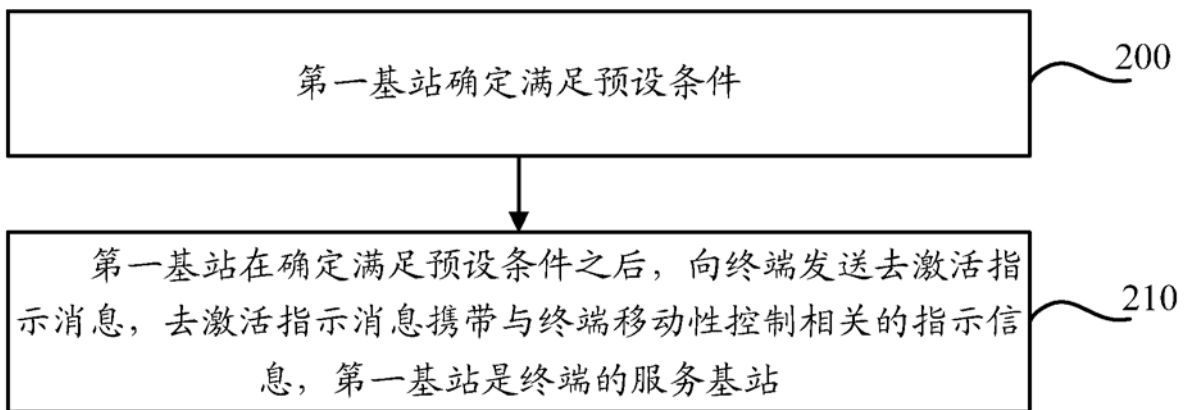 第一基站确定满足预设条件
200
第一基站在确定满足预设条件之后，向终端发送去激活指
示消息，去激活指示消息携带与终端移动性控制相关的指示信
息，第一基站是终端的服务基站
210